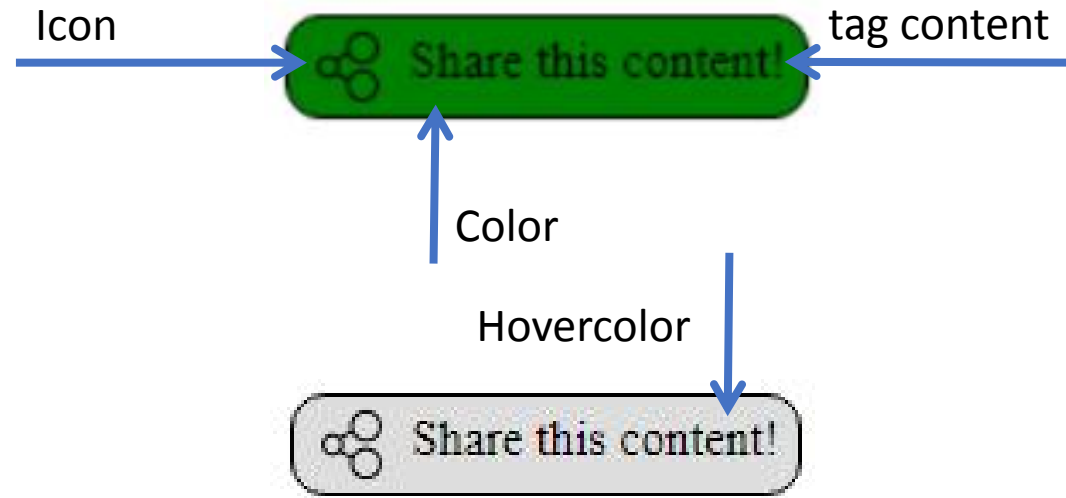 Icon
tag content
Share this content!
Color
Hovercolor
Share this content!